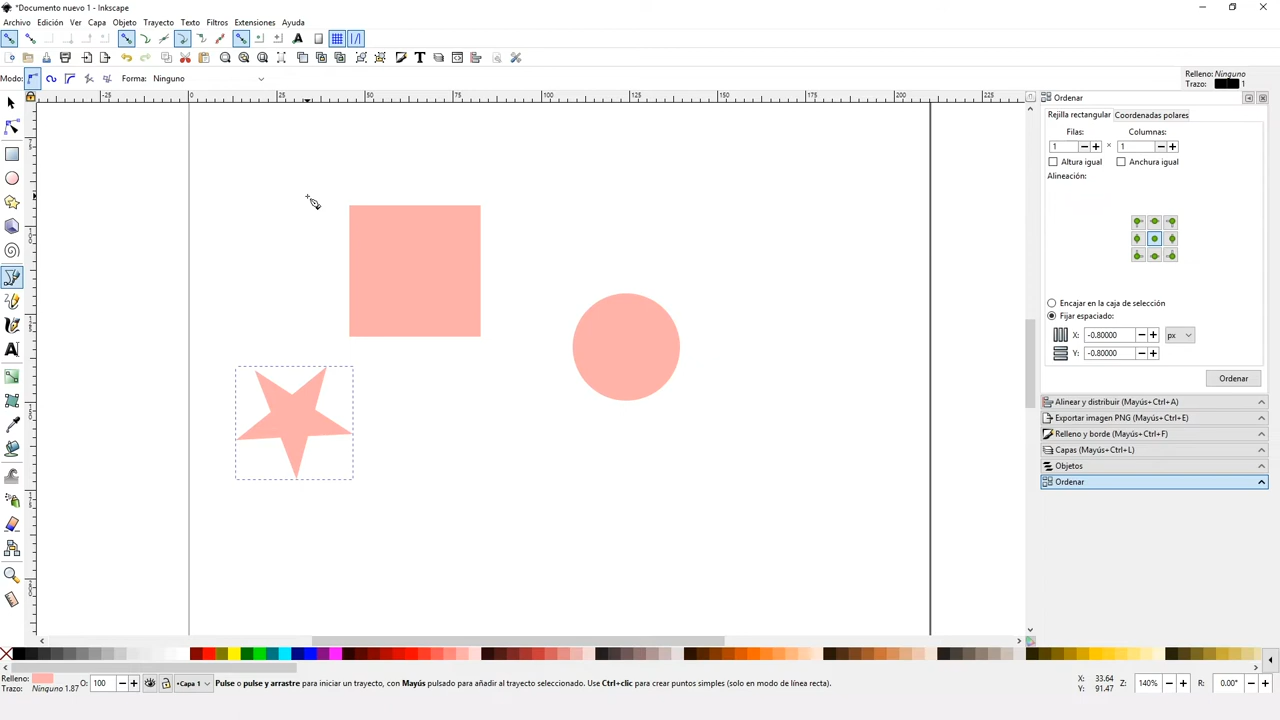 *Documento nuevo 1 - Inkscape
Archivo Edición Ver Capa Objeto Trayecto Texto Filtros Extensiones Ayuda
Modo: Forma: Ninguno
Relleno: Ninguno
Trazo: 1
-25 0 25 50 75 100 125 150 175 200 225
Ordenar
Rejilla rectangular Coordenadas polares
Filas: Columnas:
1 × 1
Altura igual Anchura igual
Alineación:
Encajar en la caja de selección
Fijar espaciado:
X: -0.80000 px
Y: -0.80000
Ordenar
Alinear y distribuir (Mayús+Ctrl+A)
Exportar imagen PNG (Mayús+Ctrl+E)
Relleno y borde (Mayús+Ctrl+F)
Capas (Mayús+Ctrl+L)
Objetos
Ordenar
Relleno: O: 100 •Capa 1 Pulse o pulse y arrastre para iniciar un trayecto, con Mayús pulsado para añadir al trayecto seleccionado. Use Ctrl+clic para crear puntos simples (solo en modo línea recta). X: 33.64 Z: 140% R: 0.00°
Trazo: Ninguno 1.87 Y: 91.47